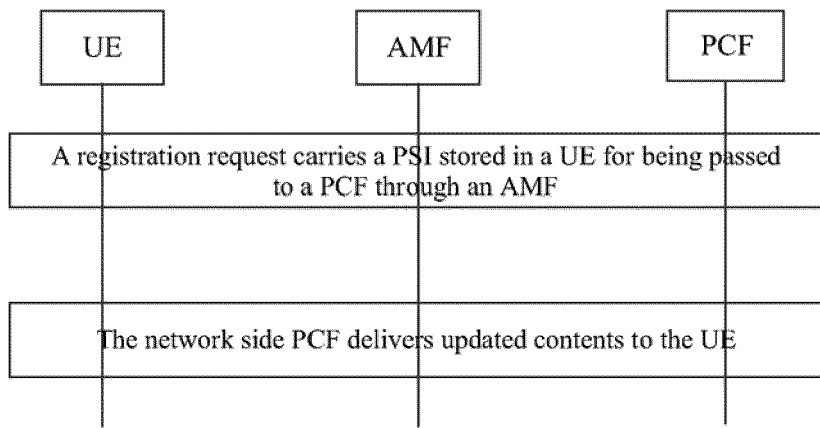 UE
AMF
PCF
A registration request carries a PSI stored in a UE for being passed
to a PCF through an AMF
The network side PCF delivers updated contents to the UE